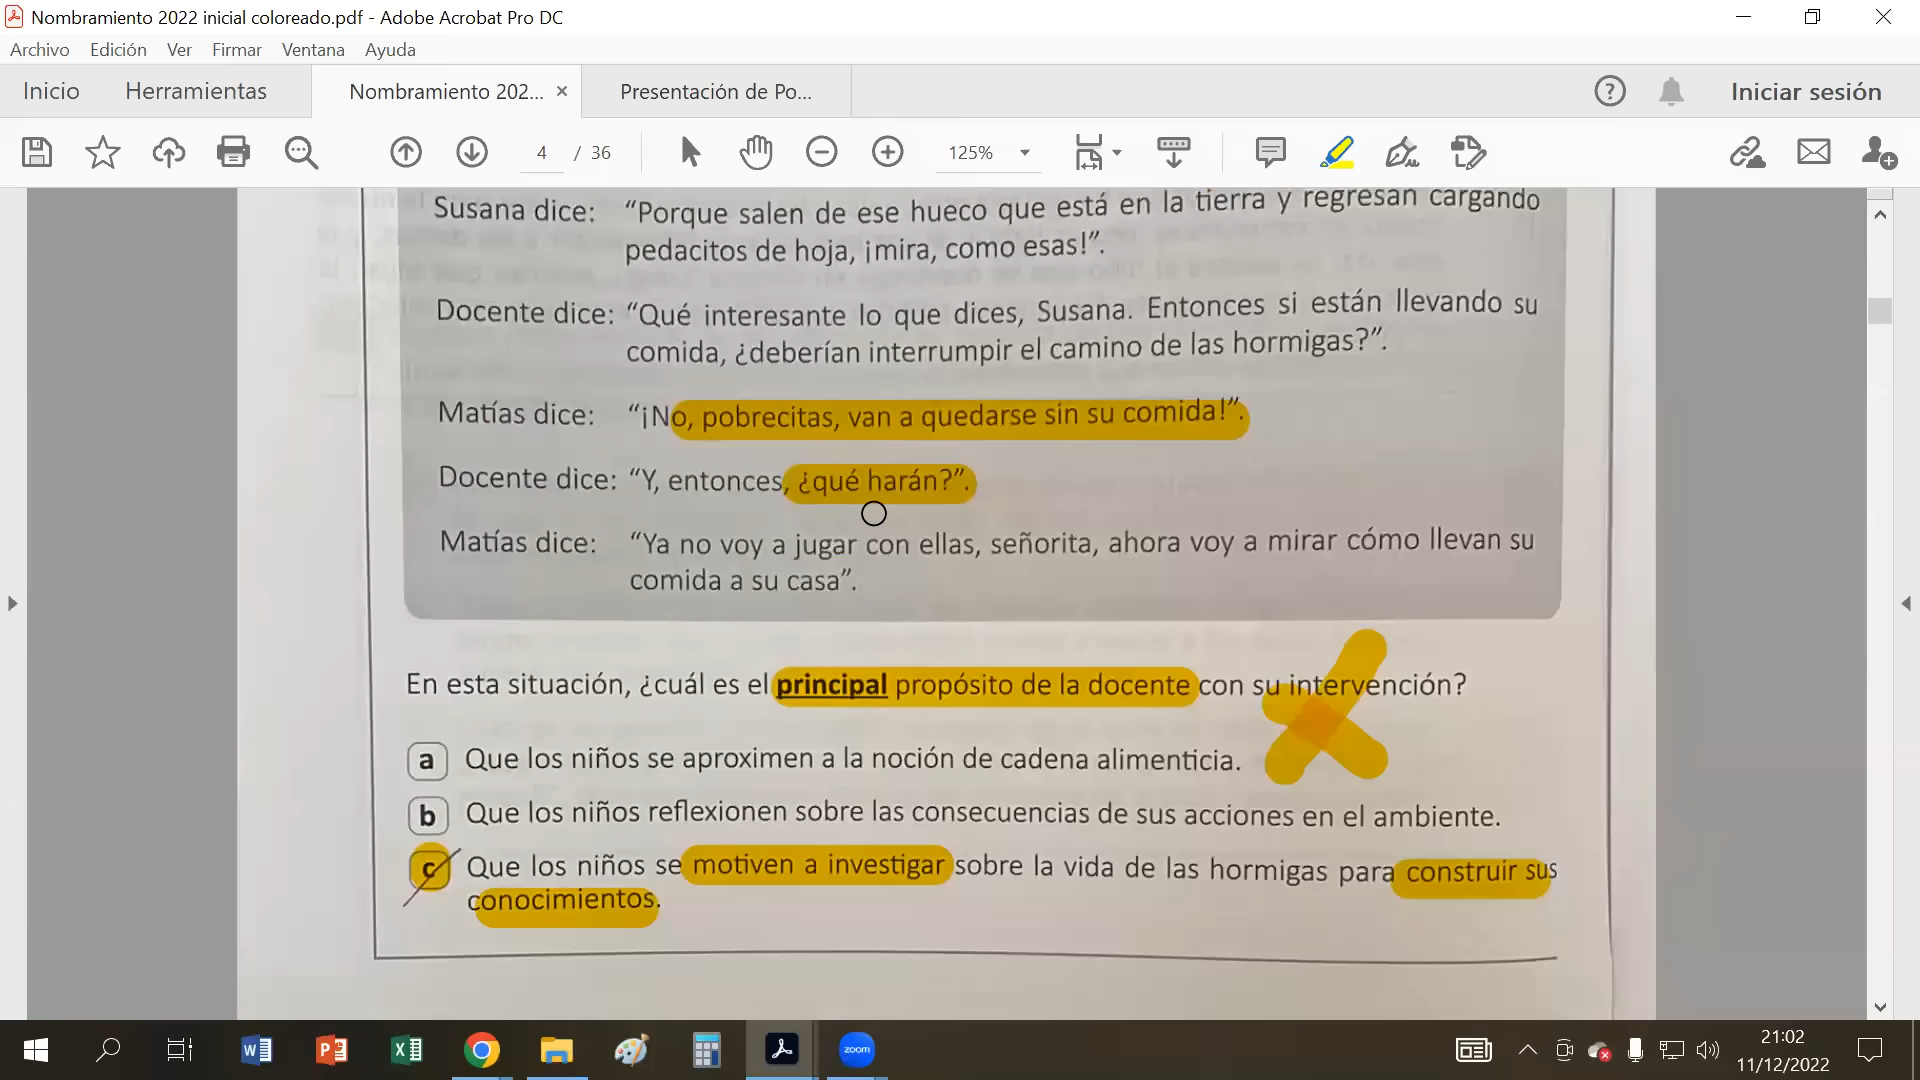 Nombramiento 2022 inicial coloreado.pdf - Adobe Acrobat Pro DC
Archivo Edición Ver Firmar Ventana Ayuda
Inicio Herramientas Nombramiento 202... × Presentación de Po... Iniciar sesión
4 / 36 125%
Susana dice: “Porque salen de ese hueco que está en la tierra y regresan cargando
pedacitos de hoja, ¡mira, como esas!”.
Docente dice: “Qué interesante lo que dices, Susana. Entonces si están llevando su
comida, ¿deberían interrumpir el camino de las hormigas?”.
Matías dice: “¡No, pobrecitas, van a quedarse sin su comida!”.
Docente dice: “Y, entonces, ¿qué harán?”.
Matías dice: “Ya no voy a jugar con ellas, señorita, ahora voy a mirar cómo llevan su
comida a su casa”.
En esta situación, ¿cuál es el principal propósito de la docente con su intervención?
a Que los niños se aproximen a la noción de cadena alimenticia.
b Que los niños reflexionen sobre las consecuencias de sus acciones en el ambiente.
c Que los niños se motiven a investigar sobre la vida de las hormigas para construir sus
conocimientos.
zoom
21:02
11/12/2022